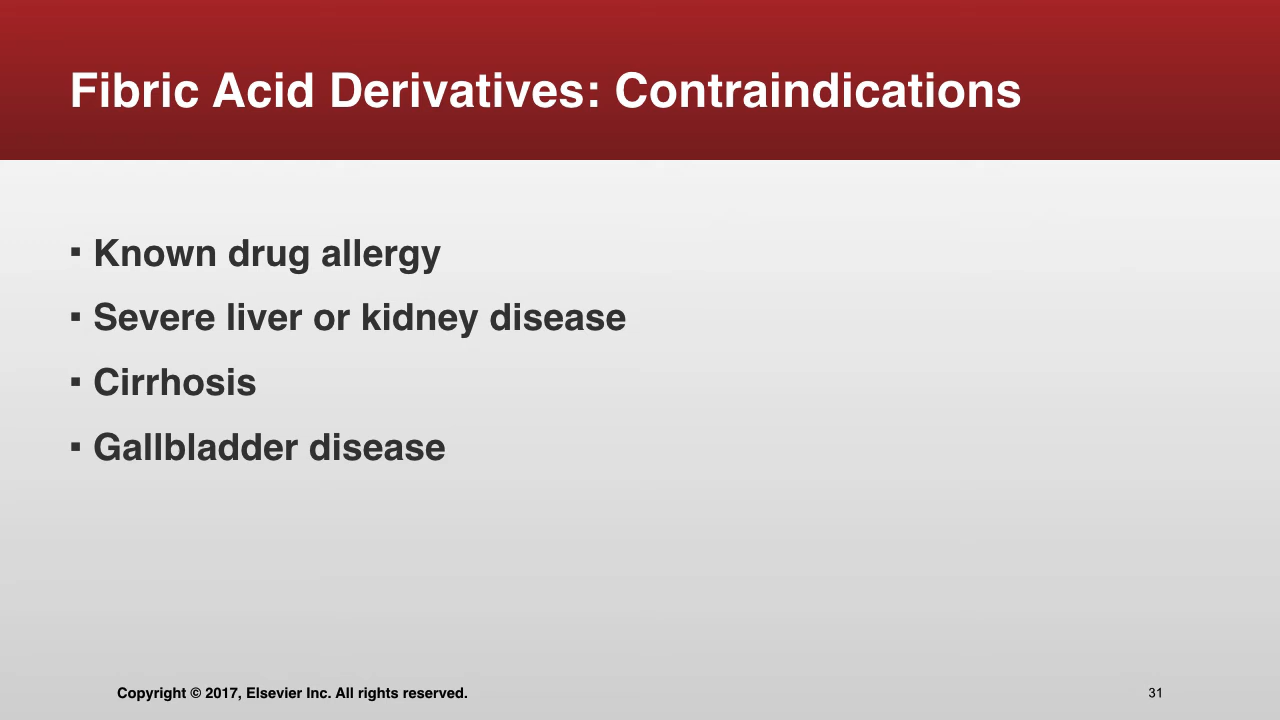 Fibric Acid Derivatives: Contraindications
▪ Known drug allergy
▪ Severe liver or kidney disease
▪ Cirrhosis
▪ Gallbladder disease
Copyright © 2017, Elsevier Inc. All rights reserved.
31